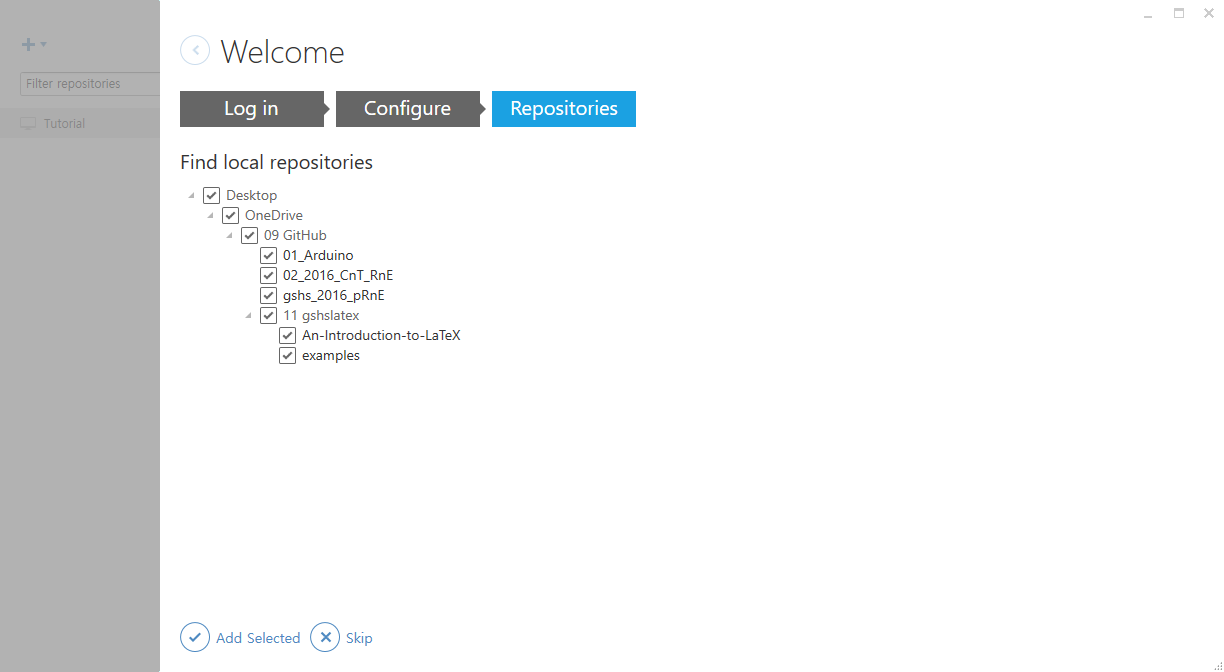 Filter repositories
Tutorial
Welcome
Log in
Configure
Repositories
Find local repositories
Desktop
OneDrive
09 GitHub
01_Arduino
02_2016_CnT_RnE
gshs_2016_pRnE
11 gshslatex
An-Introduction-to-LaTeX
examples
Add Selected
Skip